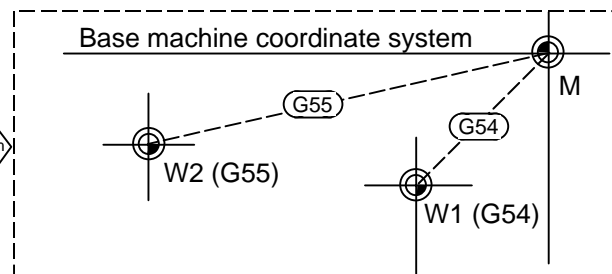 Base machine coordinate system
M
G55
G54
W2 (G55)
W1 (G54)